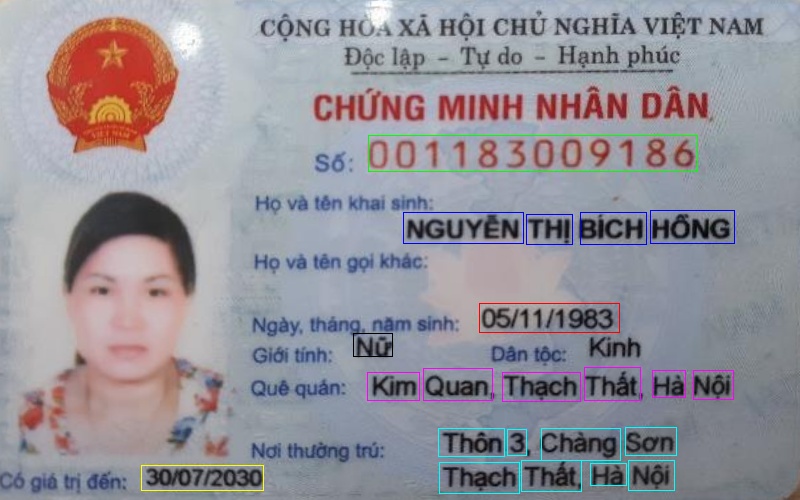 CỘNG HÒA XÃ HỘI CHỦ NGHĨA VIỆT NAM
Độc lập - Tự do - Hạnh phúc
CHỨNG MINH NHÂN DÂN
Số: 001183009186
Họ và tên khai sinh:
NGUYỄN THỊ BÍCH HỒNG
Họ và tên gọi khác:
Ngày, tháng, năm sinh: 05/11/1983
Giới tính: Nữ Dân tộc: Kinh
Quê quán: Kim Quan, Thạch Thất, Hà Nội
Nơi thường trú: Thôn 3, Chàng Sơn
Thạch Thất, Hà Nội
Có giá trị đến: 30/07/2030